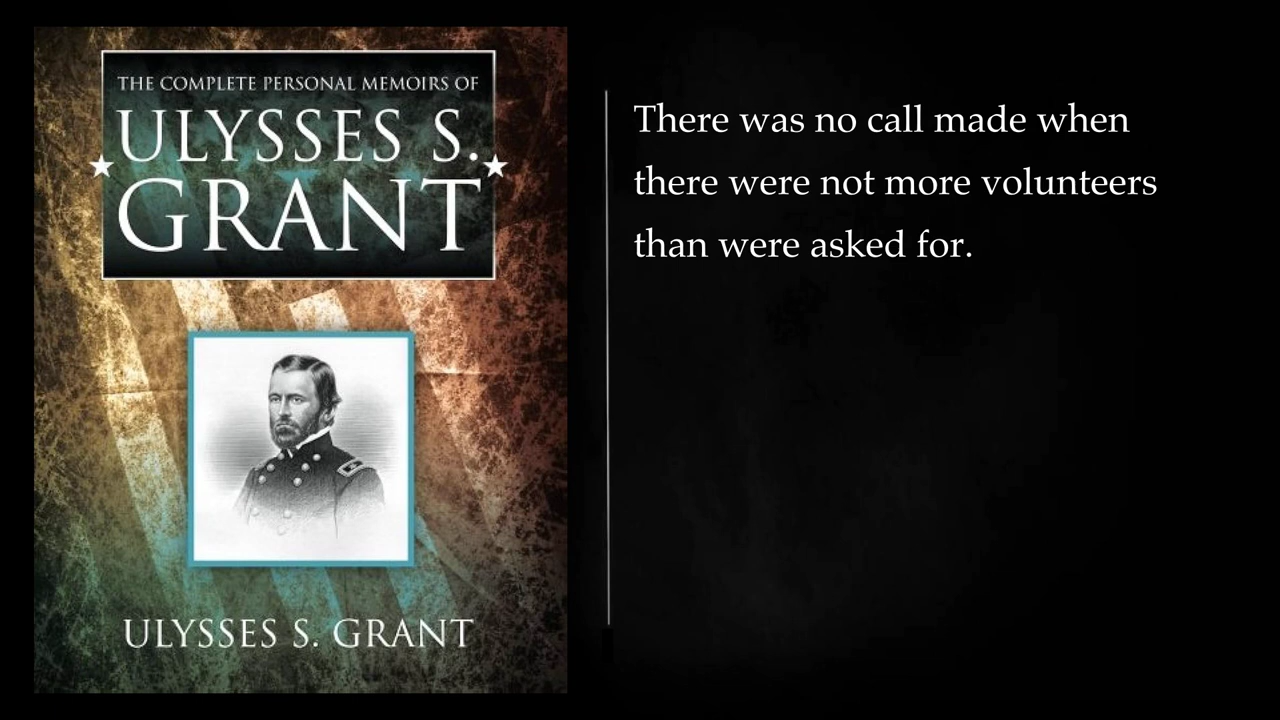 THE COMPLETE PERSONAL MEMOIRS OF
ULYSSES S.
GRANT
ULYSSES S. GRANT
There was no call made when
there were not more volunteers
than were asked for.